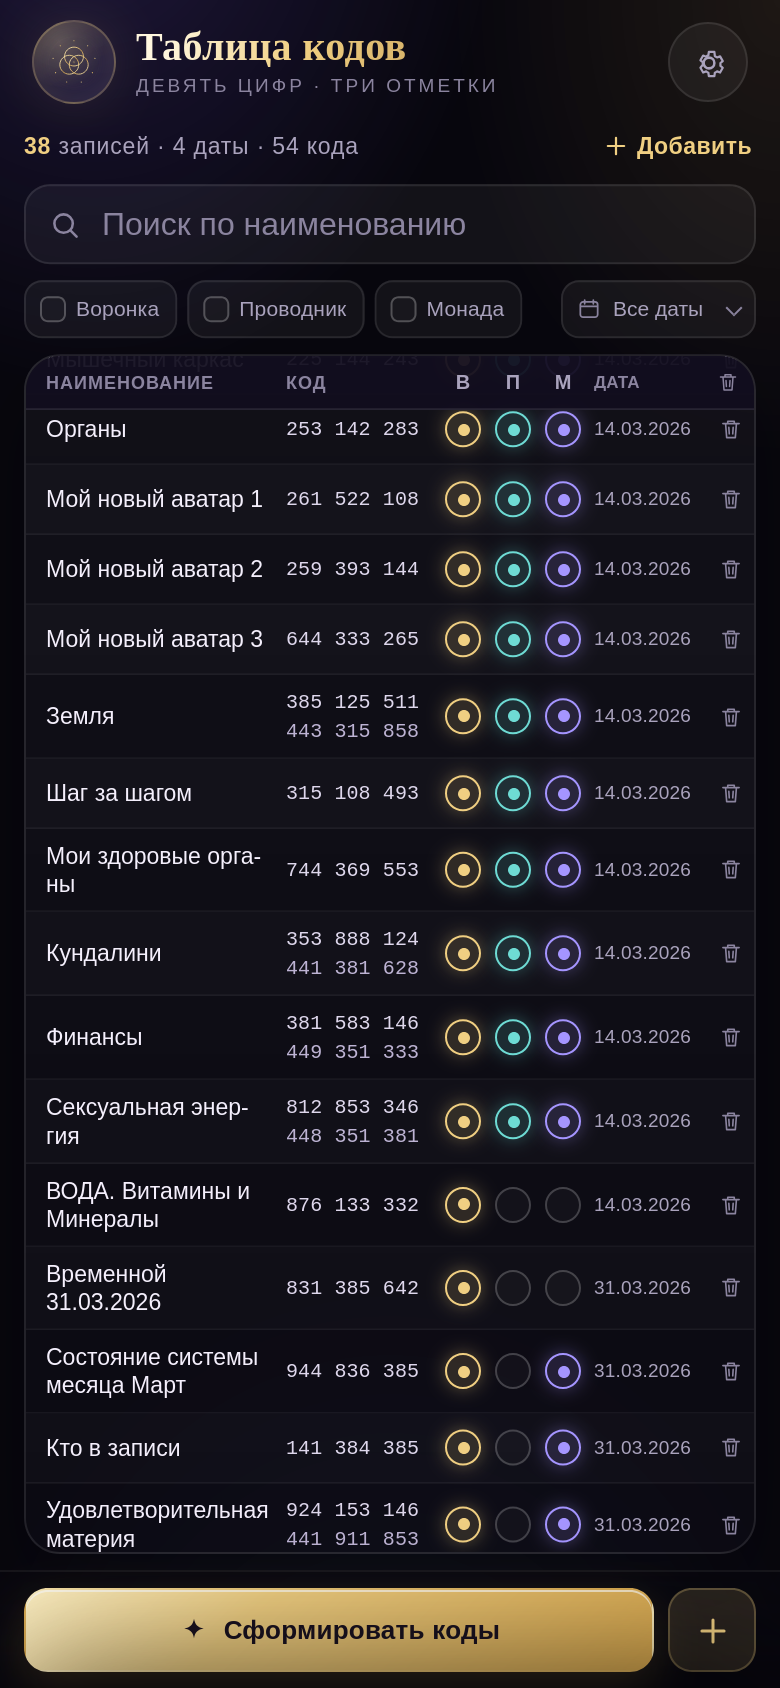 Таблица кодов
ДЕВЯТЬ ЦИФР · ТРИ ОТМЕТКИ
38 записей · 4 даты · 54 кода
+ Добавить
Поиск по наименованию
Воронка Проводник Монада Все даты
Мышечный каркас 225 144 243 14.03.2026
НАИМЕНОВАНИЕ КОД В П М ДАТА
Органы 253 142 283 14.03.2026
Мой новый аватар 1 261 522 108 14.03.2026
Мой новый аватар 2 259 393 144 14.03.2026
Мой новый аватар 3 644 333 265 14.03.2026
Земля 385 125 511 14.03.2026
443 315 858
Шаг за шагом 315 108 493 14.03.2026
Мои здоровые орга-
ны 744 369 553 14.03.2026
Кундалини 353 888 124 14.03.2026
441 381 628
Финансы 381 583 146 14.03.2026
449 351 333
Сексуальная энер- 812 853 346 14.03.2026
гия 448 351 381
ВОДА. Витамины и
Минералы 876 133 332 14.03.2026
Временной
31.03.2026 831 385 642 31.03.2026
Состояние системы
месяца Март 944 836 385 31.03.2026
Кто в записи 141 384 385 31.03.2026
Удовлетворительная 924 153 146 31.03.2026
материя 441 911 853
✦ Сформировать коды
+